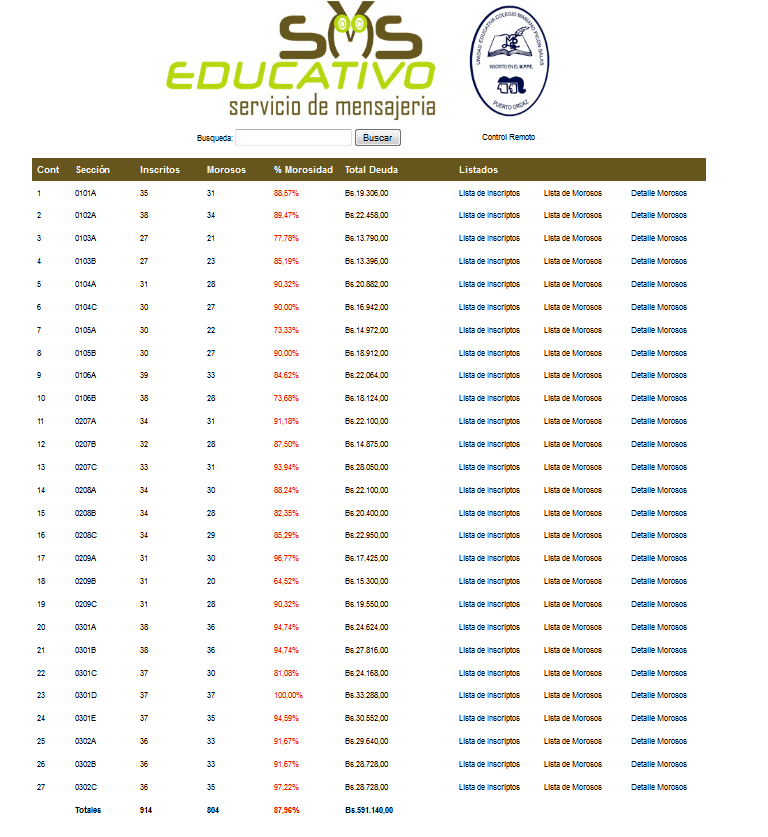 SMS
EDUCATIVO
servicio de mensajeria
UNIDAD EDUCATIVA COLEGIO MARIANO PICON SALAS
INSCRITO EN EL M.P.P.E.
PUERTO ORDAZ
Busqueda: Buscar Control Remoto
Cont Sección Inscritos Morosos % Morosidad Total Deuda Listados
1 0101A 35 31 88,57% Bs.19.306,00 Lista de Inscriptos Lista de Morosos Detalle Morosos
2 0102A 38 34 89,47% Bs.22.458,00 Lista de Inscriptos Lista de Morosos Detalle Morosos
3 0103A 27 21 77,78% Bs.13.790,00 Lista de Inscriptos Lista de Morosos Detalle Morosos
4 0103B 27 23 85,19% Bs.13.396,00 Lista de Inscriptos Lista de Morosos Detalle Morosos
5 0104A 31 28 90,32% Bs.20.882,00 Lista de Inscriptos Lista de Morosos Detalle Morosos
6 0104C 30 27 90,00% Bs.16.942,00 Lista de Inscriptos Lista de Morosos Detalle Morosos
7 0105A 30 22 73,33% Bs.14.972,00 Lista de Inscriptos Lista de Morosos Detalle Morosos
8 0105B 30 27 90,00% Bs.18.912,00 Lista de Inscriptos Lista de Morosos Detalle Morosos
9 0106A 39 33 84,62% Bs.22.064,00 Lista de Inscriptos Lista de Morosos Detalle Morosos
10 0106B 38 28 73,68% Bs.18.124,00 Lista de Inscriptos Lista de Morosos Detalle Morosos
11 0207A 34 31 91,18% Bs.22.100,00 Lista de Inscriptos Lista de Morosos Detalle Morosos
12 0207B 32 28 87,50% Bs.14.875,00 Lista de Inscriptos Lista de Morosos Detalle Morosos
13 0207C 33 31 93,94% Bs.28.050,00 Lista de Inscriptos Lista de Morosos Detalle Morosos
14 0208A 34 30 88,24% Bs.22.100,00 Lista de Inscriptos Lista de Morosos Detalle Morosos
15 0208B 34 28 82,35% Bs.20.400,00 Lista de Inscriptos Lista de Morosos Detalle Morosos
16 0208C 34 29 85,29% Bs.22.950,00 Lista de Inscriptos Lista de Morosos Detalle Morosos
17 0209A 31 30 96,77% Bs.17.425,00 Lista de Inscriptos Lista de Morosos Detalle Morosos
18 0209B 31 20 64,52% Bs.15.300,00 Lista de Inscriptos Lista de Morosos Detalle Morosos
19 0209C 31 28 90,32% Bs.19.550,00 Lista de Inscriptos Lista de Morosos Detalle Morosos
20 0301A 38 36 94,74% Bs.24.624,00 Lista de Inscriptos Lista de Morosos Detalle Morosos
21 0301B 38 36 94,74% Bs.27.816,00 Lista de Inscriptos Lista de Morosos Detalle Morosos
22 0301C 37 30 81,08% Bs.24.168,00 Lista de Inscriptos Lista de Morosos Detalle Morosos
23 0301D 37 37 100,00% Bs.33.288,00 Lista de Inscriptos Lista de Morosos Detalle Morosos
24 0301E 37 35 94,59% Bs.30.552,00 Lista de Inscriptos Lista de Morosos Detalle Morosos
25 0302A 36 33 91,67% Bs.29.640,00 Lista de Inscriptos Lista de Morosos Detalle Morosos
26 0302B 36 33 91,67% Bs.28.728,00 Lista de Inscriptos Lista de Morosos Detalle Morosos
27 0302C 36 35 97,22% Bs.28.728,00 Lista de Inscriptos Lista de Morosos Detalle Morosos
Totales 914 804 87,96% Bs.591.140,00